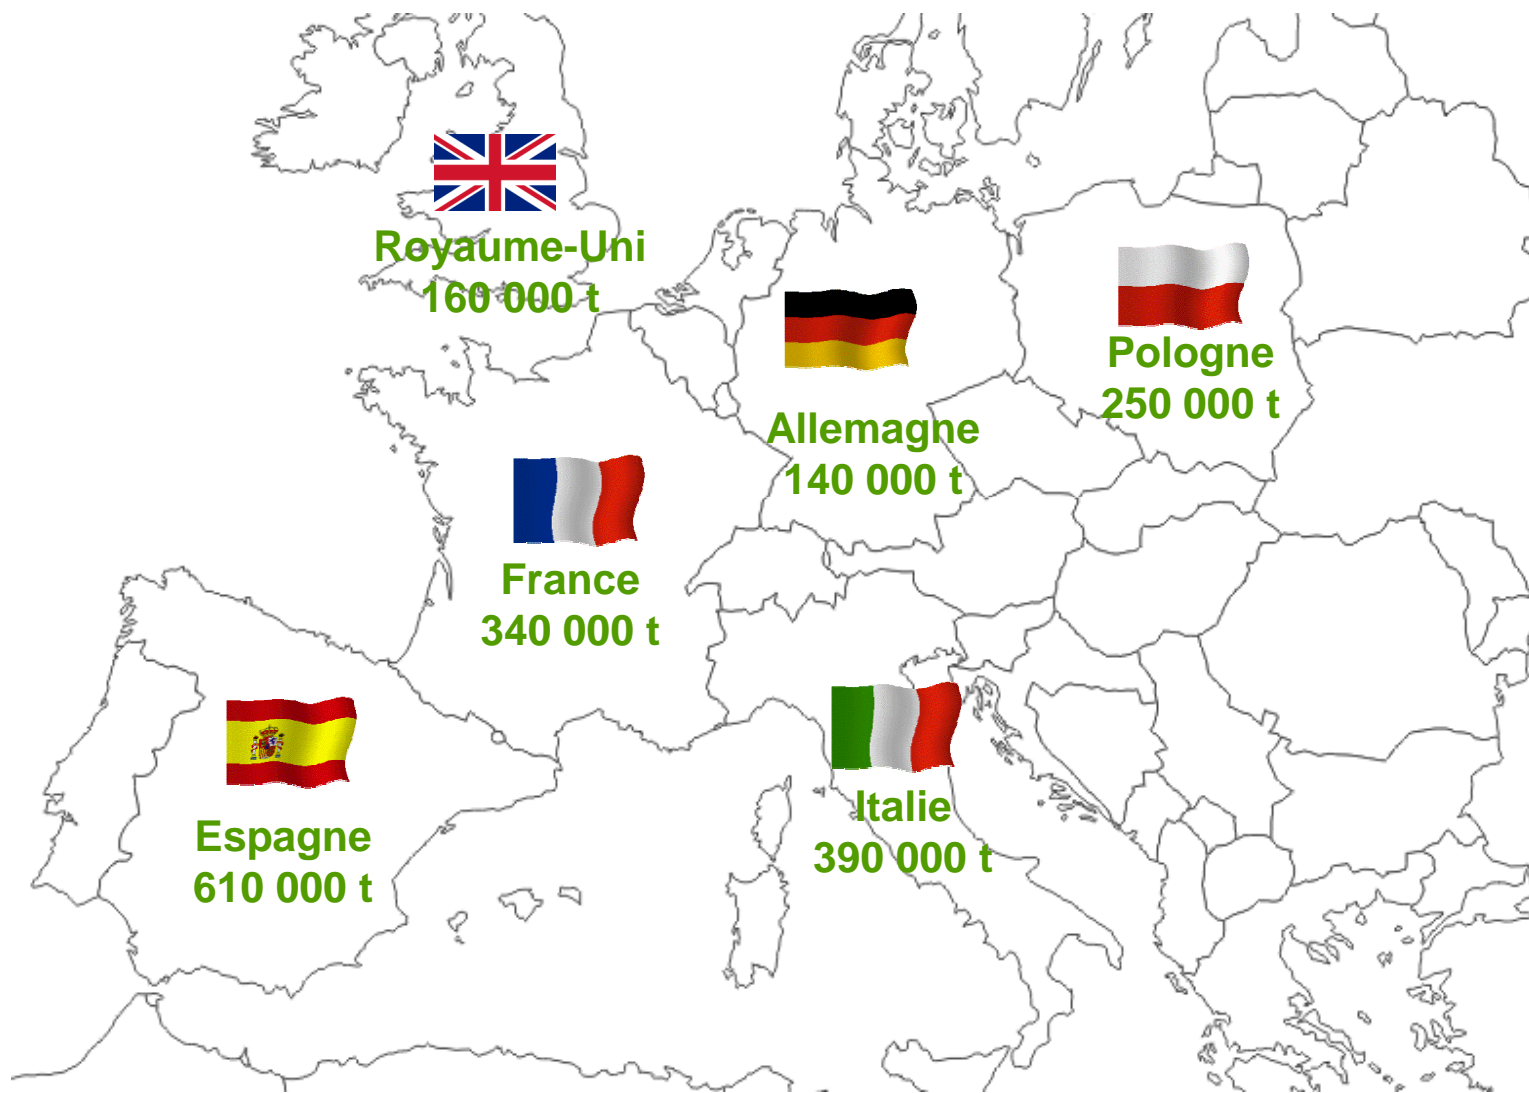 Royaume-Uni
160 000 t
Pologne
250 000 t
Allemagne
140 000 t
France
340 000 t
Italie
390 000 t
Espagne
610 000 t